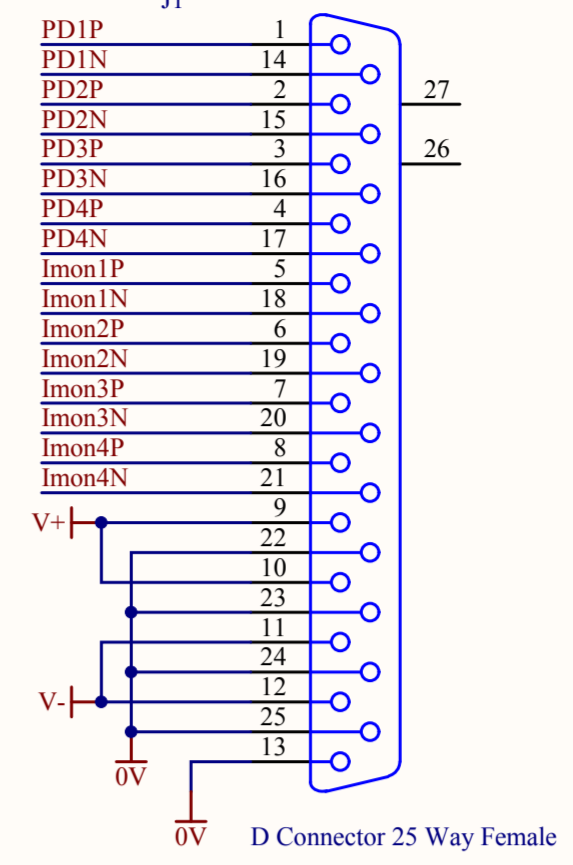 J1
PD1P 1
PD1N 14
PD2P 2 27
PD2N 15
PD3P 3 26
PD3N 16
PD4P 4
PD4N 17
Imon1P 5
Imon1N 18
Imon2P 6
Imon2N 19
Imon3P 7
Imon3N 20
Imon4P 8
Imon4N 21
V+ 9
22
10
23
11
24
V- 12
25
13
0V
0V D Connector 25 Way Female